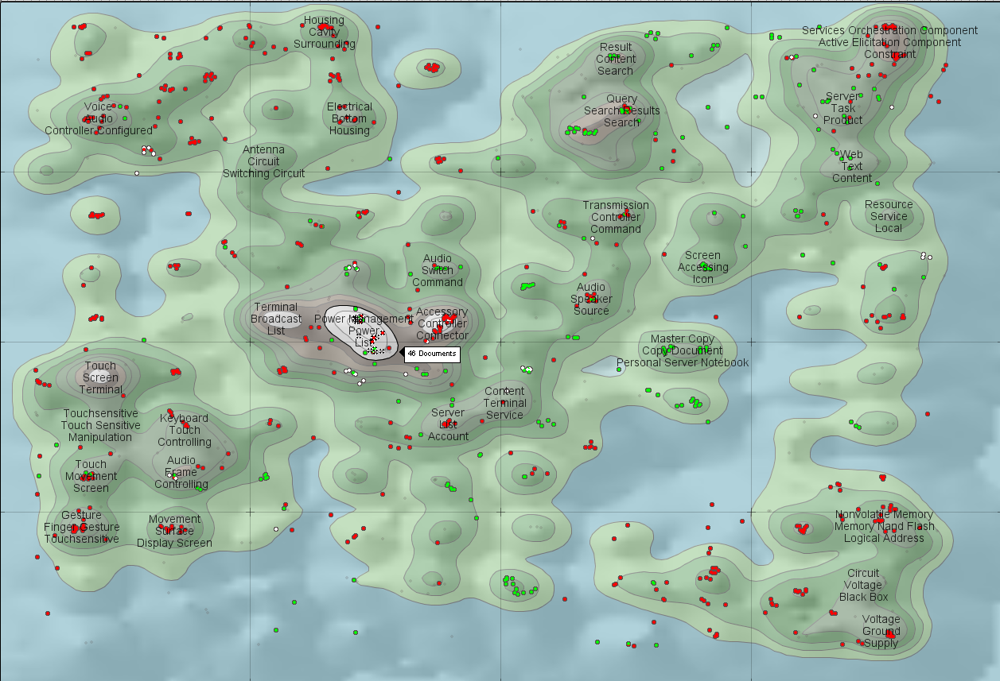 Housing
Cavity
Surrounding
Services Orchestration Component
Active Elicitation Component
Constraint
Result
Content
Search
Query
Search Results
Search
Server
Task
Product
Voice
Audio
Controller Configured
Electrical
Bottom
Housing
Antenna
Circuit
Switching Circuit
Web
Text
Content
Transmission
Controller
Command
Resource
Service
Local
Audio
Switch
Command
Screen
Accessing
Icon
Audio
Speaker
Source
Terminal
Broadcast
List
Power Management
Power
List
Accessory
Controller
Connector
46 Documents
Master Copy
Copy Document
Personal Server Notebook
Touch
Screen
Terminal
Content
Terminal
Service
Touchsensitive
Touch Sensitive
Manipulation
Keyboard
Touch
Controlling
Server
List
Account
Touch
Movement
Screen
Audio
Frame
Controlling
Gesture
Finger Gesture
Touchsensitive
Movement
Surface
Display Screen
Nonvolatile Memory
Memory Nand Flash
Logical Address
Circuit
Voltage
Black Box
Voltage
Ground
Supply